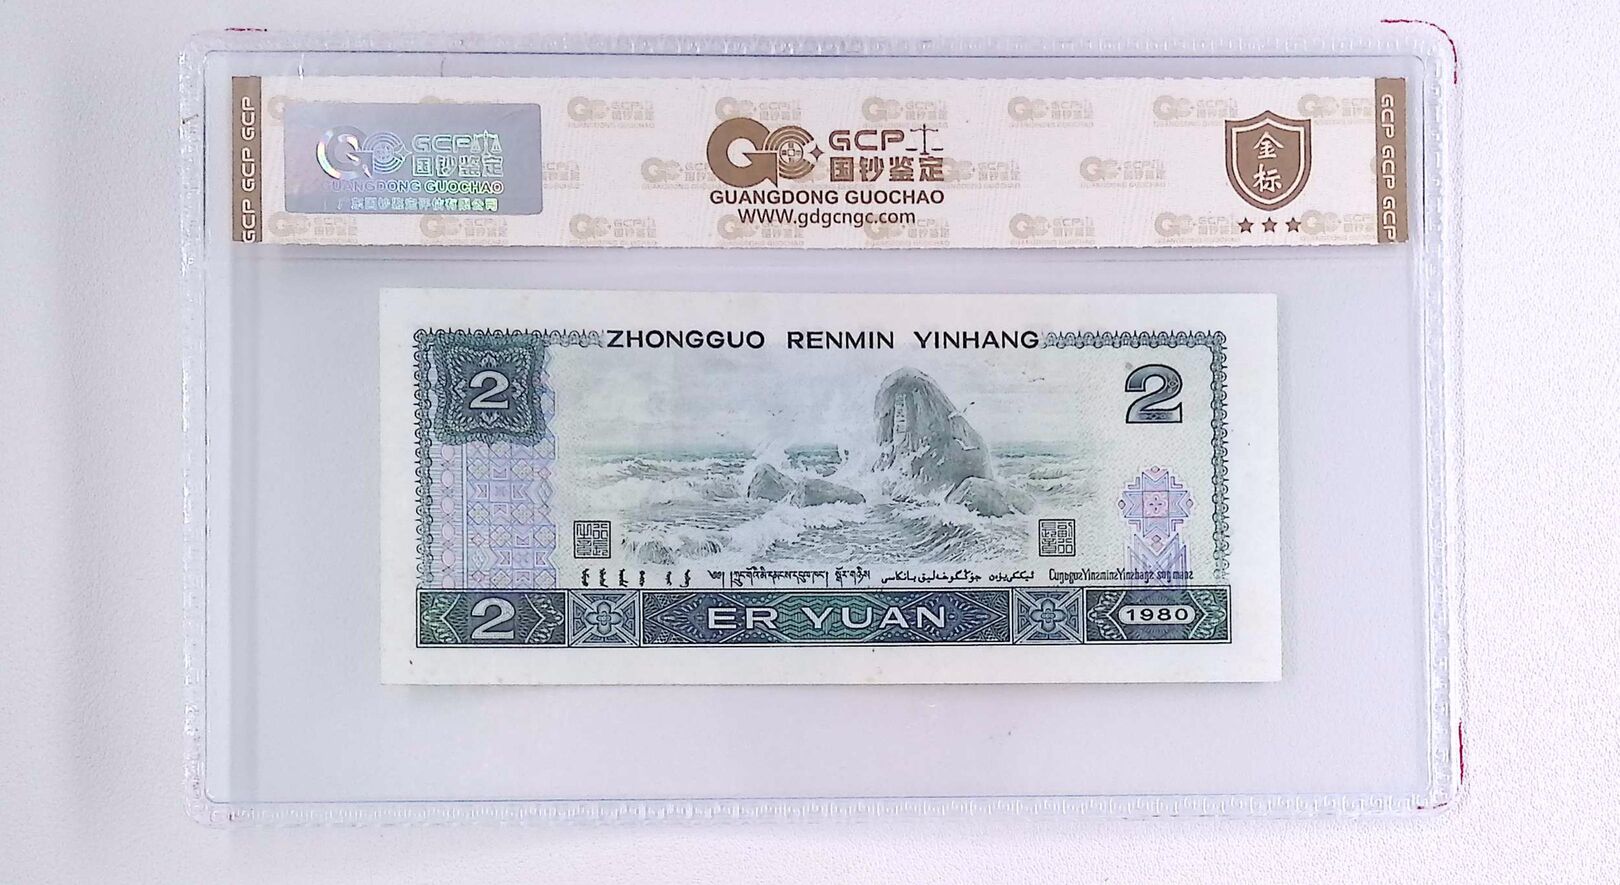 GCP GCP GCP
GCP
国钞鉴定
GUANGDONG GUOCHAO
广东国钞鉴定评估有限公司
GCP
国钞鉴定
GUANGDONG GUOCHAO
WWW.gdgcngc.com
金标
GCP GCP GCP
ZHONGGUO RENMIN YINHANG
2
2
2
ER YUAN
1980